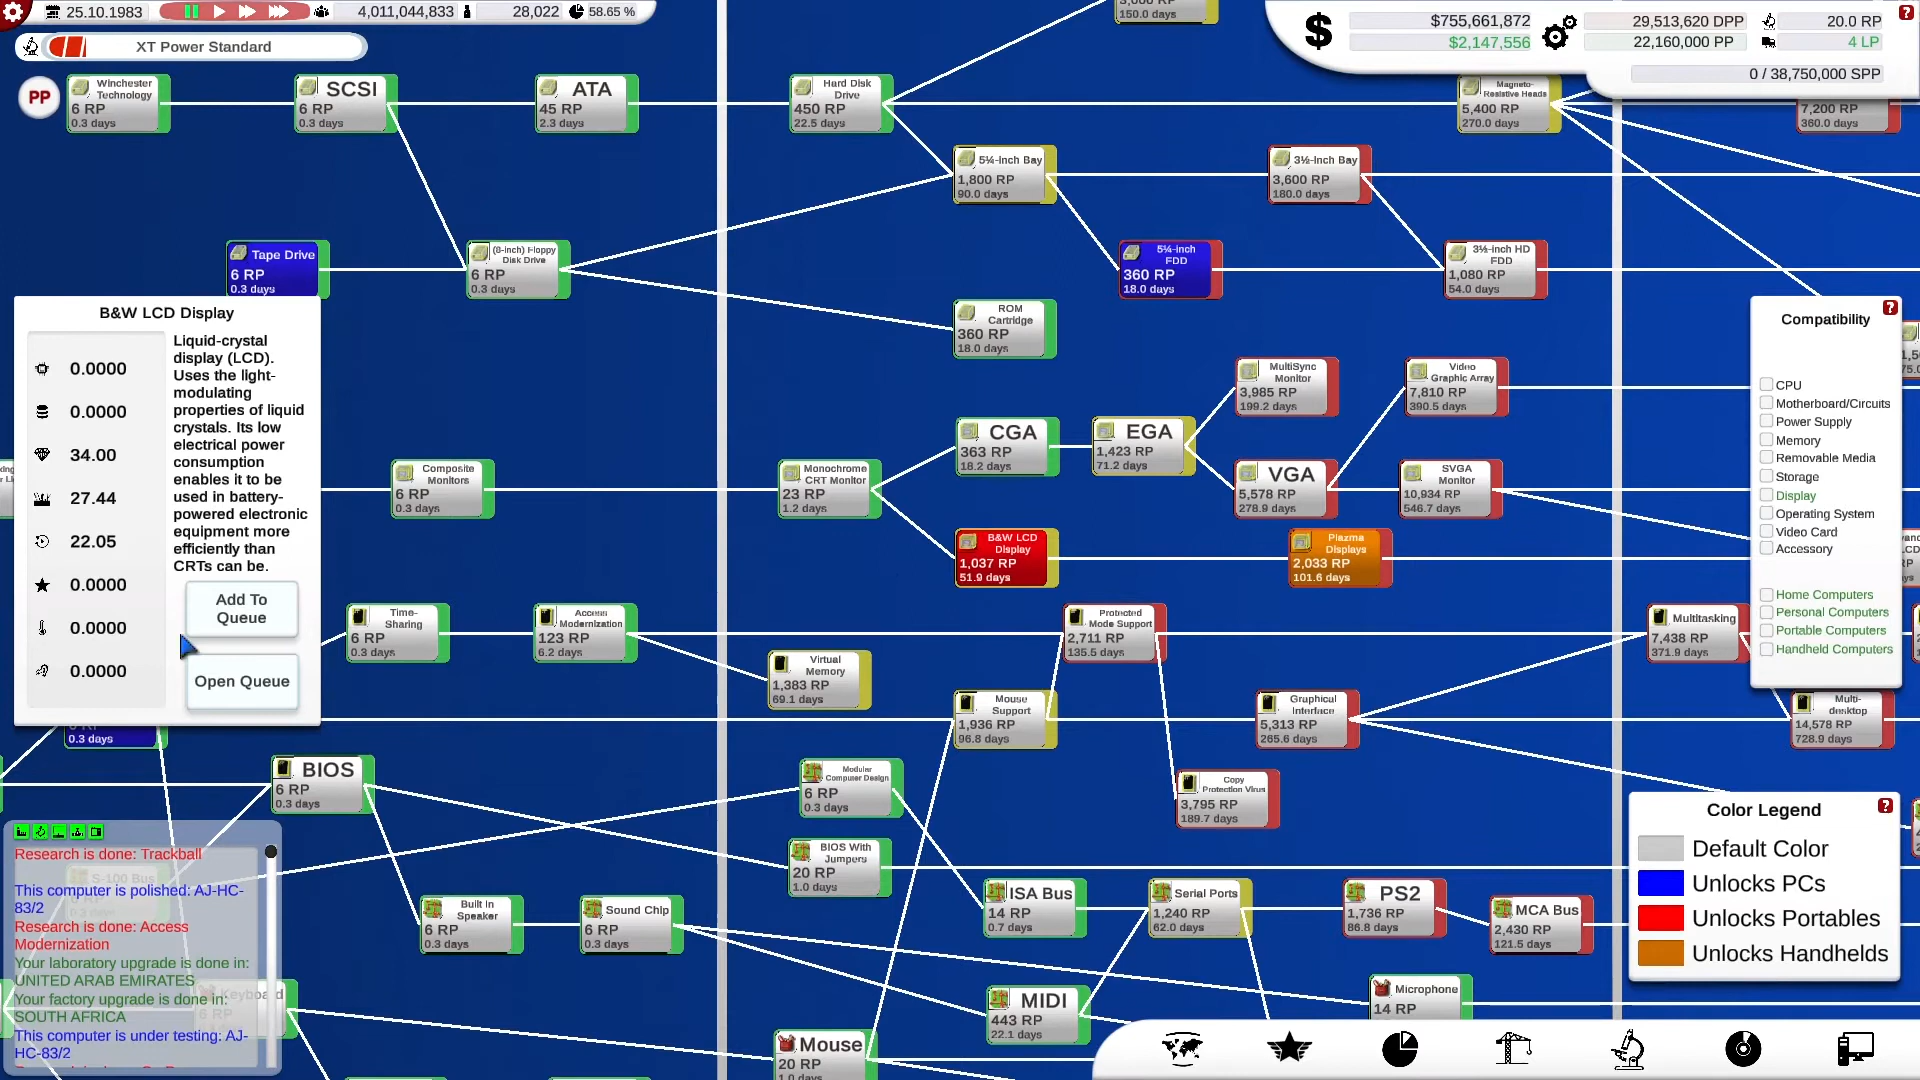 25.10.1983
4,011,044,833
28,022
58.65 %
$755,661,872
$2,147,556
29,513,620 DPP
22,160,000 PP
20.0 RP
4 LP
0 / 38,750,000 SPP
XT Power Standard
PP
Winchester
Technology
6 RP
0.3 days
SCSI
6 RP
0.3 days
ATA
45 RP
2.3 days
Hard Disk
Drive
450 RP
22.5 days
150.0 days
Magneto-
Resistive Heads
5,400 RP
270.0 days
7,200 RP
360.0 days
5¼-Inch Bay
1,800 RP
90.0 days
3½-Inch Bay
3,600 RP
180.0 days
Tape Drive
6 RP
0.3 days
(8-inch) Floppy
Disk Drive
6 RP
0.3 days
5¼-inch
FDD
360 RP
18.0 days
3½-inch HD
FDD
1,080 RP
54.0 days
ROM
Cartridge
360 RP
18.0 days
MultiSync
Monitor
3,985 RP
199.2 days
Video
Graphic Array
7,810 RP
390.5 days
CGA
363 RP
18.2 days
EGA
1,423 RP
71.2 days
Composite
Monitors
6 RP
0.3 days
Monochrome
CRT Monitor
23 RP
1.2 days
VGA
5,578 RP
278.9 days
SVGA
Monitor
10,934 RP
546.7 days
B&W LCD
Display
1,037 RP
51.9 days
Plazma
Displays
2,033 RP
101.6 days
Time-
Sharing
6 RP
0.3 days
Access
Modernization
123 RP
6.2 days
Protected
Mode Support
2,711 RP
135.5 days
Multitasking
7,438 RP
371.9 days
Virtual
Memory
1,383 RP
69.1 days
Mouse
Support
1,936 RP
96.8 days
Graphical
Interface
5,313 RP
265.6 days
Multi-
desktop
14,578 RP
728.9 days
0.3 days
BIOS
6 RP
0.3 days
Modular
Computer Design
6 RP
0.3 days
Copy
Protection Virus
3,795 RP
189.7 days
BIOS With
Jumpers
20 RP
1.0 days
Built In
Speaker
6 RP
0.3 days
Sound Chip
6 RP
0.3 days
ISA Bus
14 RP
0.7 days
Serial Ports
1,240 RP
62.0 days
PS2
1,736 RP
86.8 days
MCA Bus
2,430 RP
121.5 days
MIDI
443 RP
22.1 days
Microphone
14 RP
Mouse
20 RP
1.0 days
S-100 Bus
Keyboard
B&W LCD Display
0.0000
0.0000
34.00
27.44
22.05
0.0000
0.0000
0.0000
Liquid-crystal
display (LCD).
Uses the light-
modulating
properties of liquid
crystals. Its low
electrical power
consumption
enables it to be
used in battery-
powered electronic
equipment more
efficiently than
CRTs can be.
Add To
Queue
Open Queue
Research is done: Trackball
This computer is polished: AJ-HC-
83/2
Research is done: Access
Modernization
Your laboratory upgrade is done in:
UNITED ARAB EMIRATES
Your factory upgrade is done in:
SOUTH AFRICA
This computer is under testing: AJ-
HC-83/2
Compatibility
?
CPU
Motherboard/Circuits
Power Supply
Memory
Removable Media
Storage
Display
Operating System
Video Card
Accessory
Home Computers
Personal Computers
Portable Computers
Handheld Computers
Color Legend
?
Default Color
Unlocks PCs
Unlocks Portables
Unlocks Handhelds
?